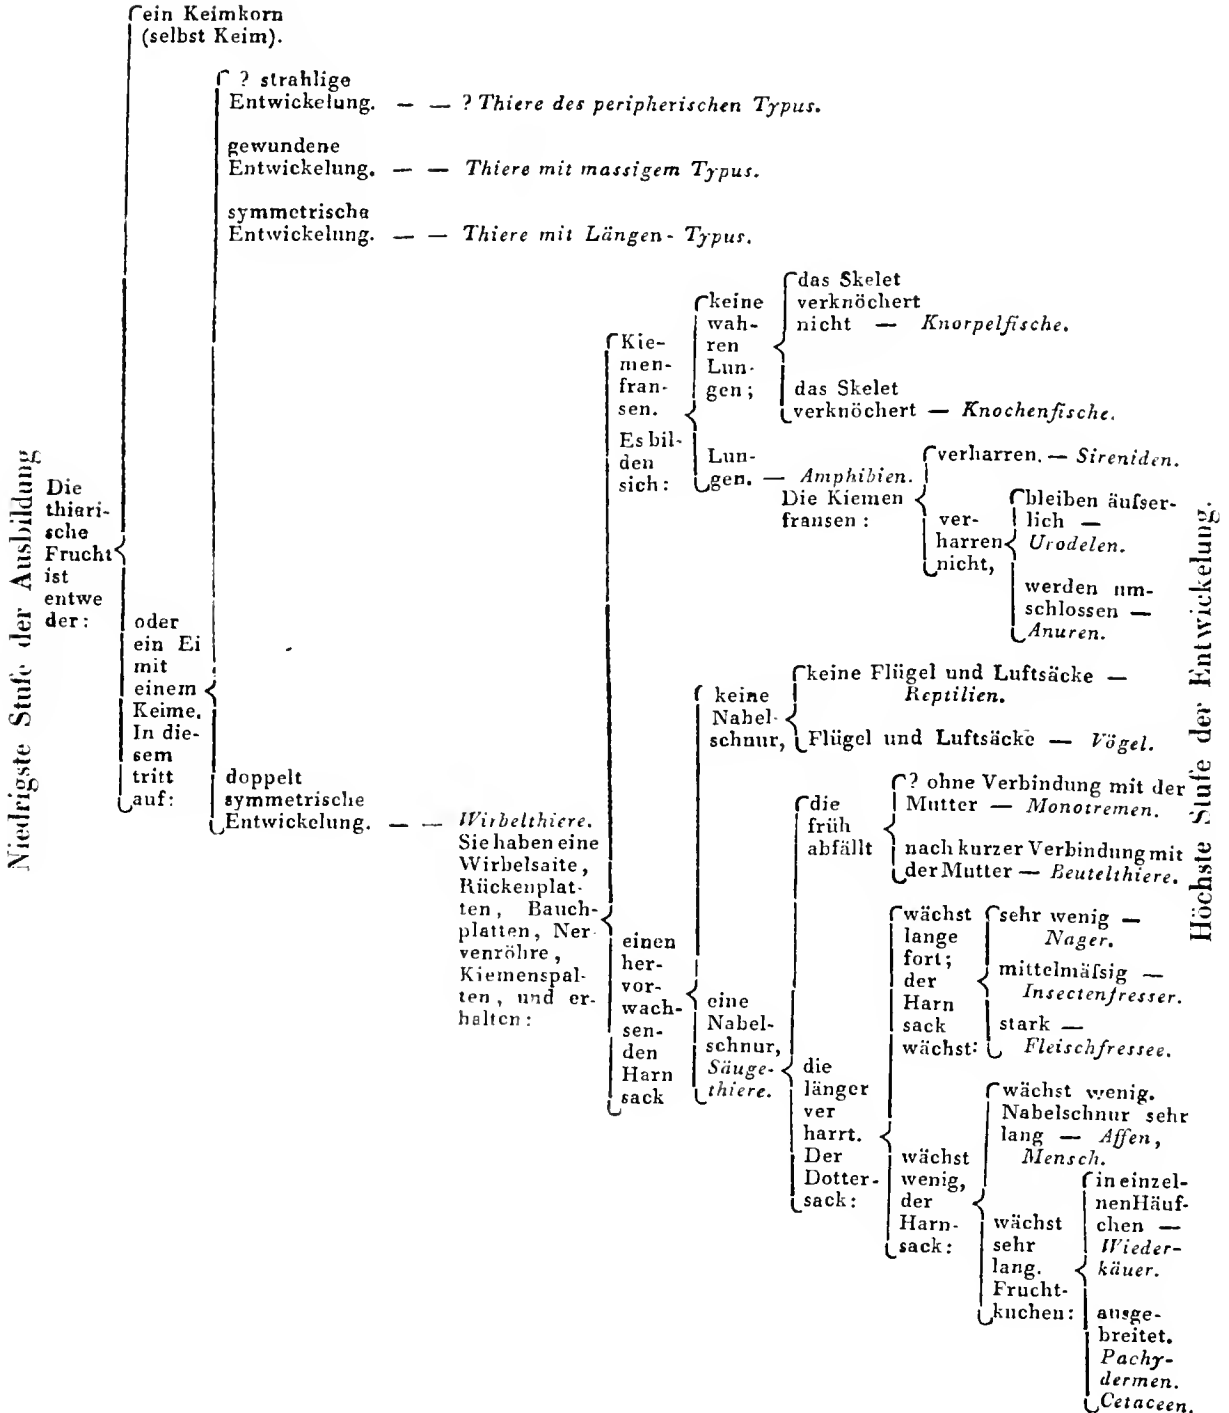 Niedrigste Stufe der Ausbildung
Die
thieri-
sche
Frucht
ist
entwe
der:
ein Keimkorn
(selbst Keim).
oder
ein Ei
mit
einem
Keime.
In die-
sem
tritt
auf:
? strahlige
Entwickelung. — — ? Thiere des peripherischen Typus.
gewundene
Entwickelung. — — Thiere mit massigem Typus.
symmetrische
Entwickelung. — — Thiere mit Längen-Typus.
doppelt
symmetrische
Entwickelung. — — Wirbelthiere.
Sie haben eine
Wirbelsaite,
Rückenplat-
ten, Bauch-
platten, Ner-
venröhre,
Kiemenspal-
ten, und er-
halten:
Kie-
men-
fran-
sen.
Es bil-
den
sich:
keine
wah-
ren
Lun-
gen;
das Skelet
verknöchert
nicht — Knorpelfische.
das Skelet
verknöchert — Knochenfische.
Lun-
gen. — Amphibien.
Die Kiemen
fransen:
verharren. — Sireniden.
ver-
harren
nicht,
bleiben äuſser-
lich —
Urodelen.
werden um-
schlossen —
Anuren.
einen
her-
vor-
wach-
sen-
den
Harn
sack
keine
Nabel-
schnur,
keine Flügel und Luftsäcke —
Reptilien.
Flügel und Luftsäcke — Vögel.
eine
Nabel-
schnur,
Säuge-
thiere.
die
früh
abfällt
? ohne Verbindung mit der
Mutter — Monotremen.
nach kurzer Verbindung mit
der Mutter — Beutelthiere.
die
länger
ver
harrt.
Der
Dotter-
sack:
wächst
lange
fort;
der
Harn
sack
wächst:
sehr wenig —
Nager.
mittelmäſsig —
Insectenfresser.
stark —
Fleischfressee.
wächst
wenig,
der
Harn-
sack:
wächst wenig.
Nabelschnur sehr
lang — Affen,
Mensch.
wächst
sehr
lang.
Frucht-
kuchen:
in einzel-
nen Häuf-
chen —
Wieder-
käuer.
ausge-
breitet.
Pachy-
dermen.
Cetaceen.
Höchste Stufe der Entwickelung.